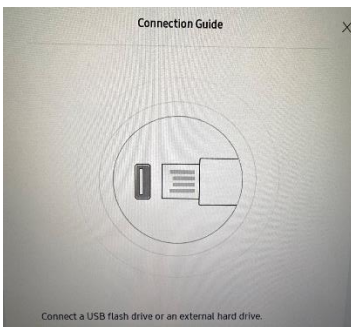 Connection Guide
Connect a USB flash drive or an external hard drive.